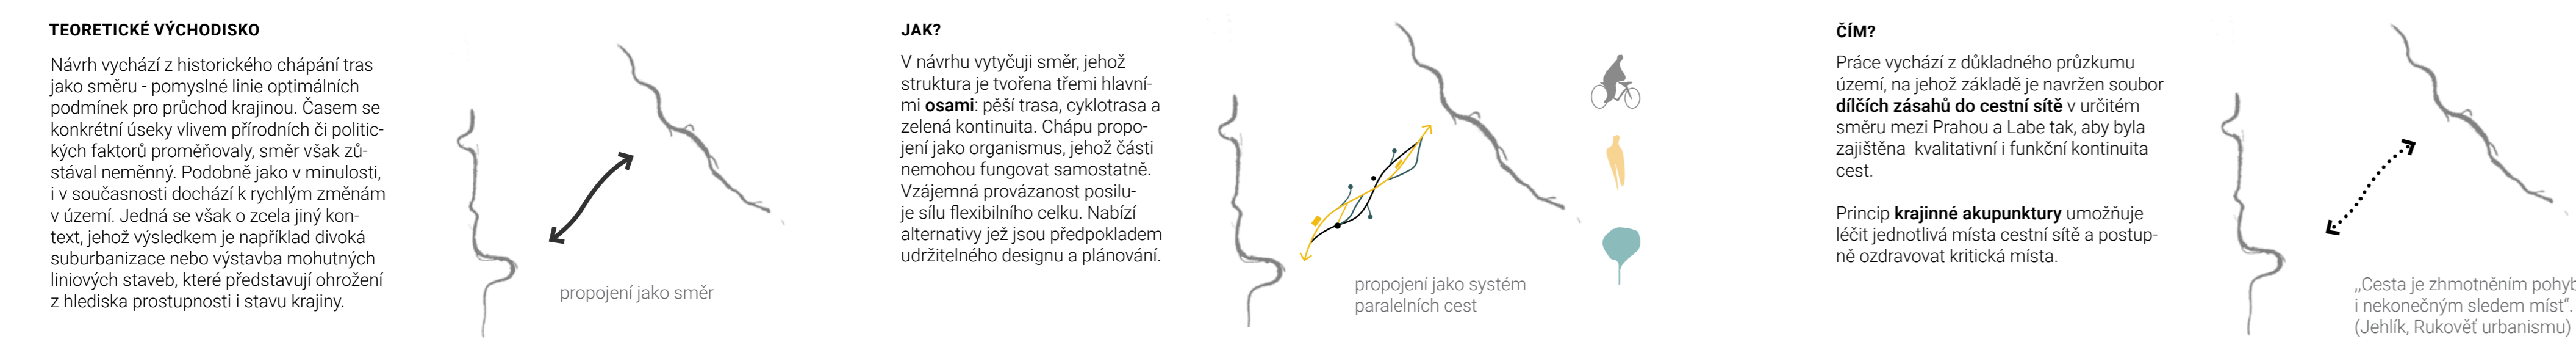 TEORETICKÉ VÝCHODISKO
Návrh vychází z historického chápání tras
jako směru - pomyslné linie optimálních
podmínek pro průchod krajinou. Časem se
konkrétní úseky vlivem přírodních či politic-
kých faktorů proměňovaly, směr však zů-
stával neměnný. Podobně jako v minulosti,
i v současnosti dochází k rychlým změnám
v území. Jedná se však o zcela jiný kon-
text, jehož výsledkem je například divoká
suburbanizace nebo výstavba mohutných
liniových staveb, které představují ohrožení
z hlediska prostupnosti i stavu krajiny.
propojení jako směr
JAK?
V návrhu vytyčuji směr, jehož
struktura je tvořena třemi hlavní-
mi osami: pěší trasa, cyklotrasa a
zelená kontinuita. Chápu propo-
jení jako organismus, jehož části
nemohou fungovat samostatně.
Vzájemná provázanost posilu-
je sílu flexibilního celku. Nabízí
alternativy jež jsou předpokladem
udržitelného designu a plánování.
propojení jako systém
paralelních cest
ČÍM?
Práce vychází z důkladného průzkumu
území, na jehož základě je navržen soubor
dílčích zásahů do cestní sítě v určitém
směru mezi Prahou a Labe tak, aby byla
zajištěna  kvalitativní i funkční kontinuita
cest.
Princip krajinné akupunktury umožňuje
léčit jednotlivá místa cestní sítě a postup-
ně ozdravovat kritická místa.
„Cesta je zhmotněním pohyb
i nekonečným sledem míst“.
(Jehlík, Rukověť urbanismu)